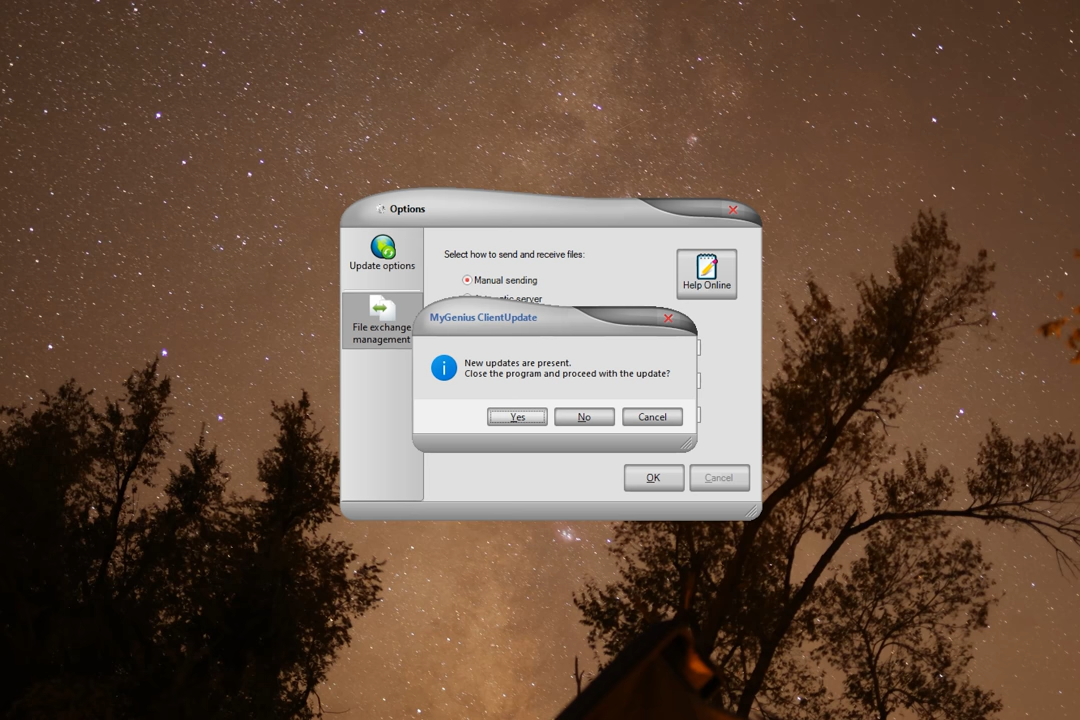 Options
Update options
File exchange
management
Select how to send and receive files:
Manual sending
server
Help Online
MyGenius ClientUpdate
New updates are present.
Close the program and proceed with the update?
Yes
No
Cancel
OK
Cancel